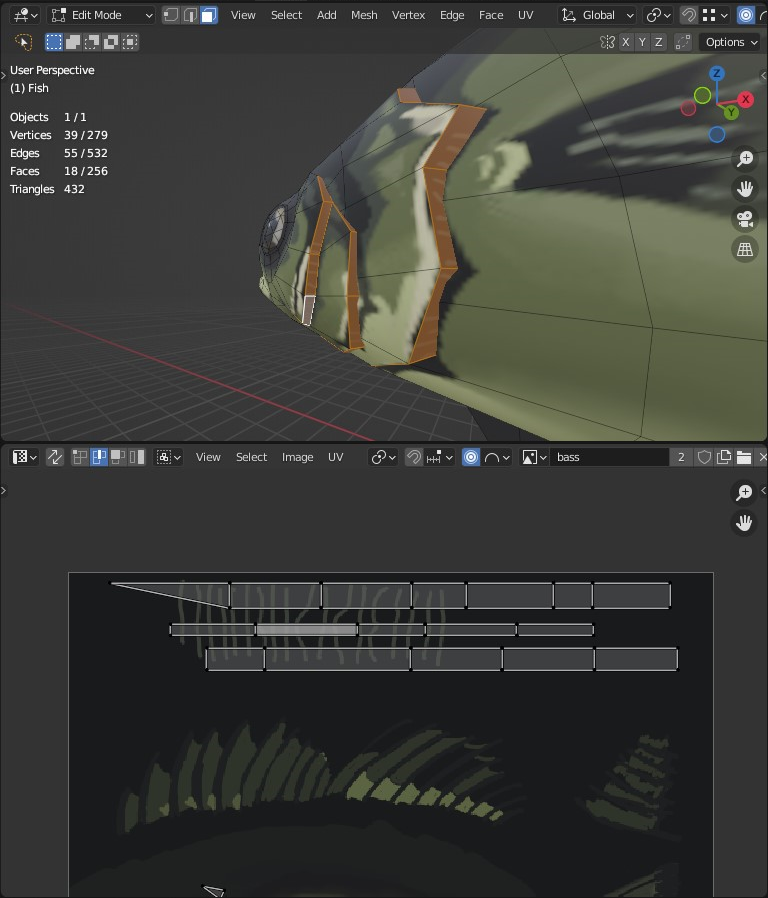 Edit Mode View Select Add Mesh Vertex Edge Face UV Global
X Y Z Options
User Perspective
(1) Fish
Objects 1 / 1
Vertices 39 / 279
Edges 55 / 532
Faces 18 / 256
Triangles 432
Z
X
Y
View Select Image UV bass 2